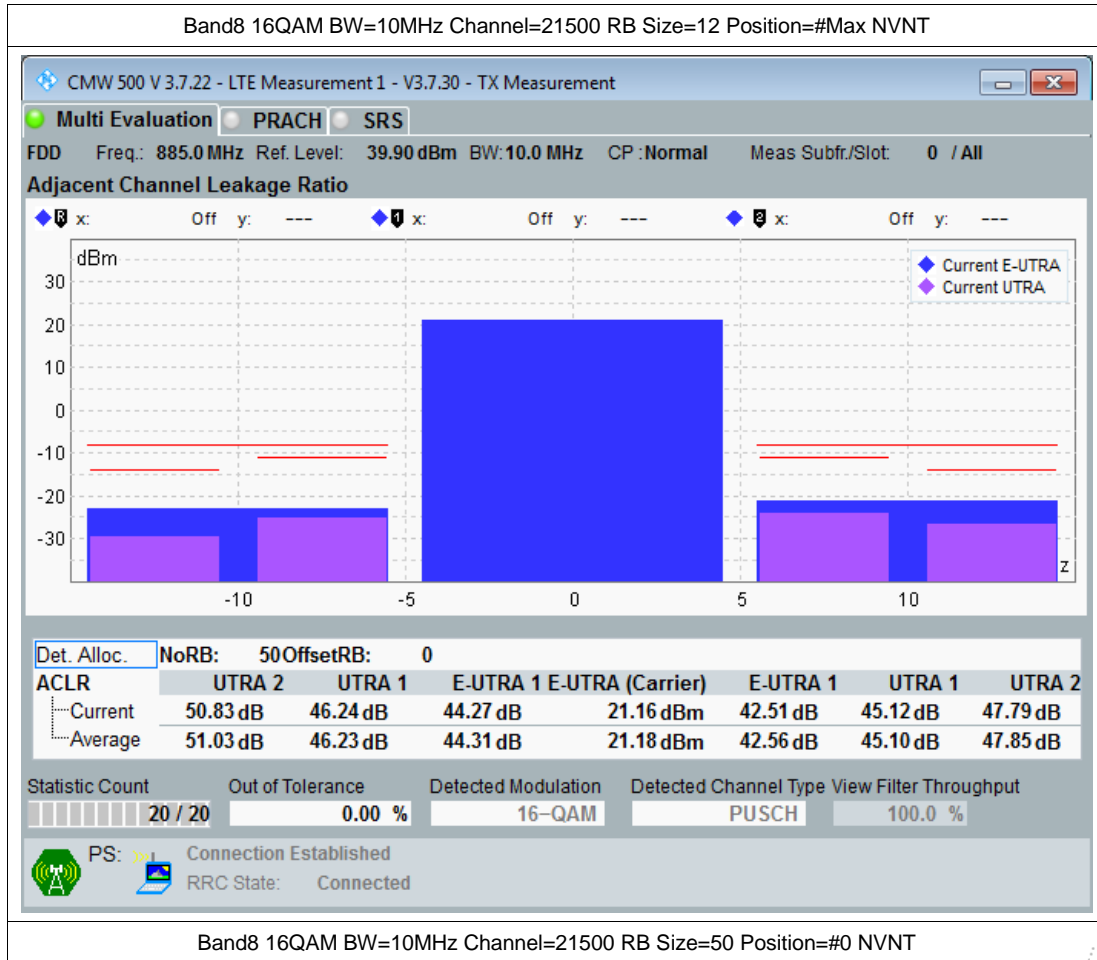 Band8 16QAM BW=10MHz Channel=21500 RB Size=12 Position=#Max NVNT
CMW 500 V 3.7.22 - LTE Measurement 1 - V3.7.30 - TX Measurement
Multi Evaluation PRACH SRS
FDD Freq.: 885.0 MHz Ref. Level: 39.90 dBm BW: 10.0 MHz CP : Normal Meas Subfr./Slot: 0 / All
Adjacent Channel Leakage Ratio
R x: Off y: --- 1 x: Off y: --- 2 x: Off y: ---
dBm
Current E-UTRA
Current UTRA
30
20
10
0
-10
-20
-30
z
-10 -5 0 5 10
Det. Alloc. NoRB: 50 OffsetRB: 0
ACLR UTRA 2 UTRA 1 E-UTRA 1 E-UTRA (Carrier) E-UTRA 1 UTRA 1 UTRA 2
Current 50.83 dB 46.24 dB 44.27 dB 21.16 dBm 42.51 dB 45.12 dB 47.79 dB
Average 51.03 dB 46.23 dB 44.31 dB 21.18 dBm 42.56 dB 45.10 dB 47.85 dB
Statistic Count Out of Tolerance Detected Modulation Detected Channel Type View Filter Throughput
20 / 20 0.00 % 16-QAM PUSCH 100.0 %
PS: Connection Established
RRC State: Connected
Band8 16QAM BW=10MHz Channel=21500 RB Size=50 Position=#0 NVNT